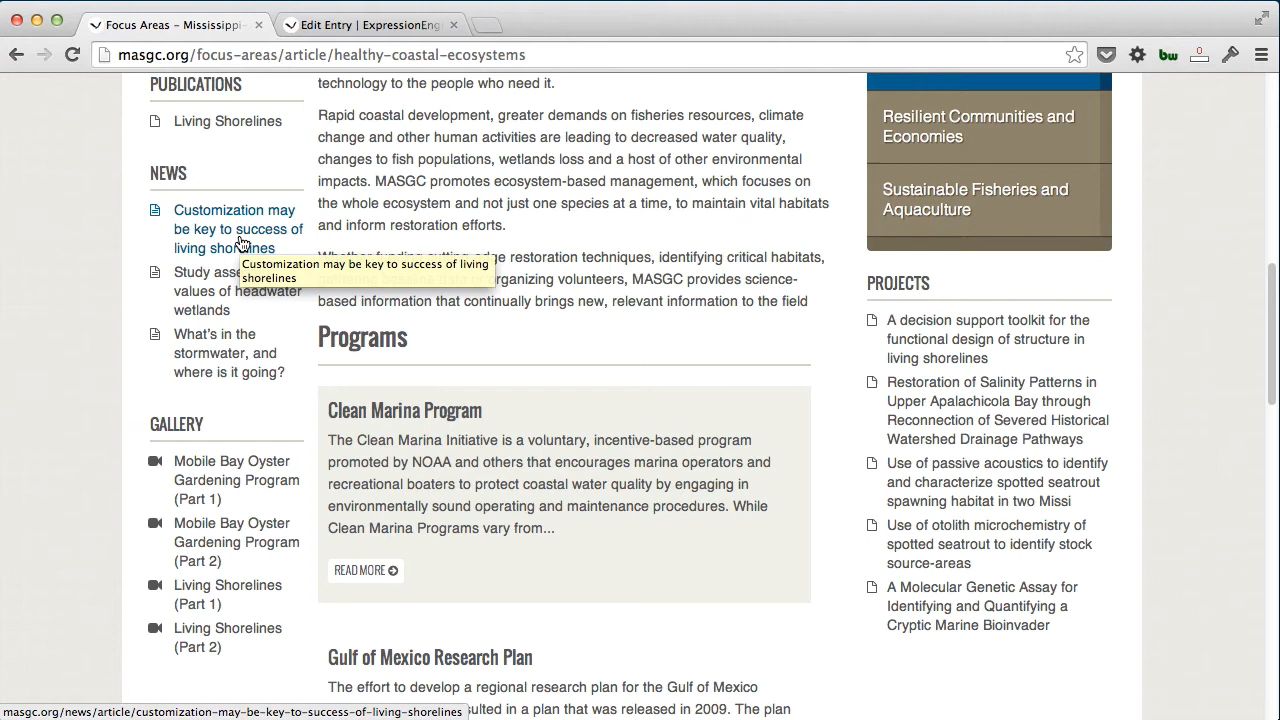 Focus Areas – Mississippi-
Edit Entry | ExpressionEng
masgc.org/focus-areas/article/healthy-coastal-ecosystems
bw
0
PUBLICATIONS
Living Shorelines
NEWS
Customization may
be key to success of
living shorelines
Customization may be key to success of living
shorelines
Study
values of headwater
wetlands
What's in the
stormwater, and
where is it going?
GALLERY
Mobile Bay Oyster
Gardening Program
(Part 1)
Mobile Bay Oyster
Gardening Program
(Part 2)
Living Shorelines
(Part 1)
Living Shorelines
(Part 2)
technology to the people who need it.
Rapid coastal development, greater demands on fisheries resources, climate
change and other human activities are leading to decreased water quality,
changes to fish populations, wetlands loss and a host of other environmental
impacts. MASGC promotes ecosystem-based management, which focuses on
the whole ecosystem and not just one species at a time, to maintain vital habitats
and inform restoration efforts.
Whether funding cutting-edge restoration techniques, identifying critical habitats,
organizing volunteers, MASGC provides science-
based information that continually brings new, relevant information to the field
Programs
Clean Marina Program
The Clean Marina Initiative is a voluntary, incentive-based program
promoted by NOAA and others that encourages marina operators and
recreational boaters to protect coastal water quality by engaging in
environmentally sound operating and maintenance procedures. While
Clean Marina Programs vary from...
READ MORE
Gulf of Mexico Research Plan
The effort to develop a regional research plan for the Gulf of Mexico
sulted in a plan that was released in 2009. The plan
Resilient Communities and
Economies
Sustainable Fisheries and
Aquaculture
PROJECTS
A decision support toolkit for the
functional design of structure in
living shorelines
Restoration of Salinity Patterns in
Upper Apalachicola Bay through
Reconnection of Severed Historical
Watershed Drainage Pathways
Use of passive acoustics to identify
and characterize spotted seatrout
spawning habitat in two Missi
Use of otolith microchemistry of
spotted seatrout to identify stock
source-areas
A Molecular Genetic Assay for
Identifying and Quantifying a
Cryptic Marine Bioinvader
masgc.org/news/article/customization-may-be-key-to-success-of-living-shorelines